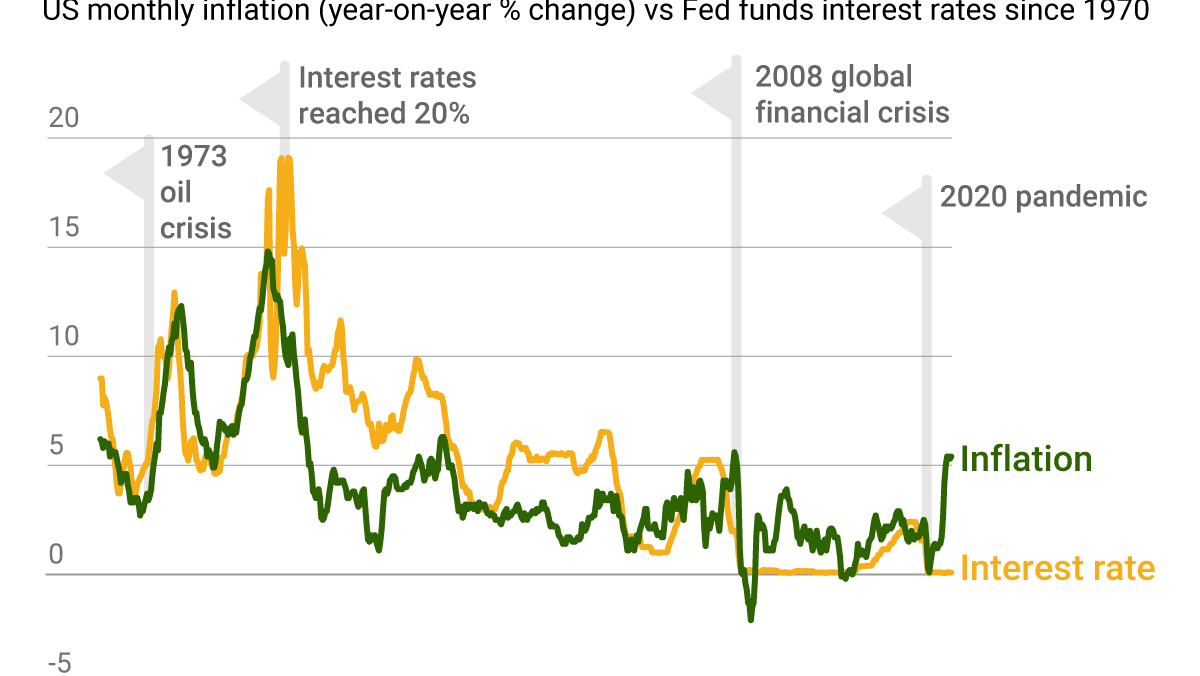 US monthly inflation (year-on-year % change) vs Fed funds interest rates since 1970
Interest rates
reached 20%
2008 global
financial crisis
20
1973
oil
crisis
2020 pandemic
15
10
5
Inflation
0
Interest rate
-5